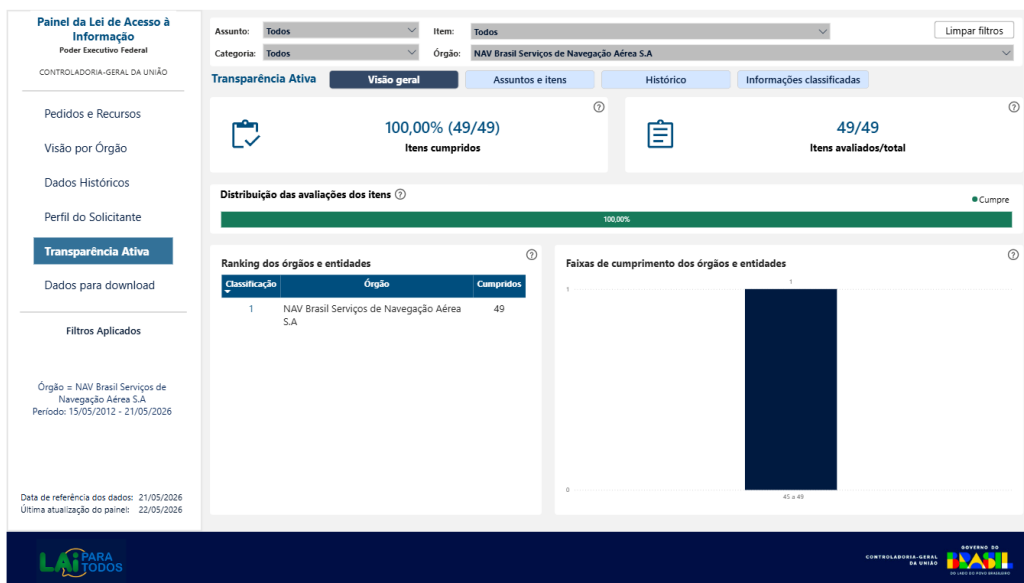 Painel da Lei de Acesso à
Informação
Poder Executivo Federal
CONTROLADORIA-GERAL DA UNIÃO
Pedidos e Recursos
Visão por Órgão
Dados Históricos
Perfil do Solicitante
Transparência Ativa
Dados para download
Filtros Aplicados
Órgão = NAV Brasil Serviços de
Navegação Aérea S.A
Período: 15/05/2012 - 21/05/2026
Data de referência dos dados: 21/05/2026
Última atualização do painel: 22/05/2026
Assunto: Todos Item: Todos Limpar filtros
Categoria: Todos Órgão: NAV Brasil Serviços de Navegação Aérea S.A
Transparência Ativa Visão geral Assuntos e itens Histórico Informações classificadas
100,00% (49/49)
Itens cumpridos
49/49
Itens avaliados/total
Distribuição das avaliações dos itens
Cumpre
100,00%
Ranking dos órgãos e entidades
Classificação Órgão Cumpridos
1 NAV Brasil Serviços de Navegação Aérea 49
S.A
Faixas de cumprimento dos órgãos e entidades
1
1
0
45 a 49
LAi PARA
TODOS
CONTROLADORIA-GERAL
DA UNIÃO
GOVERNO DO
BRASIL
DO LADO DO POVO BRASILEIRO